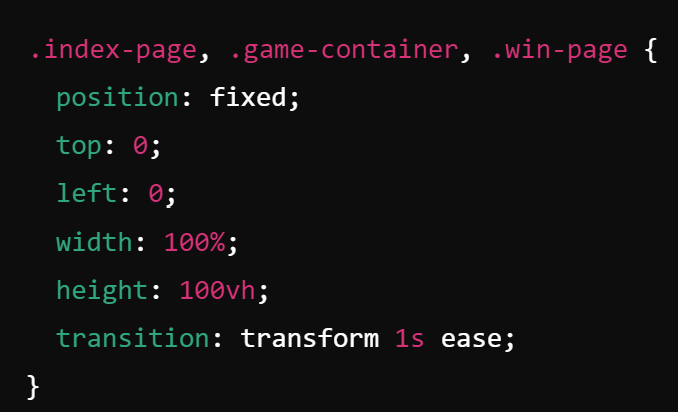 .index-page, .game-container, .win-page {
  position: fixed;
  top: 0;
  left: 0;
  width: 100%;
  height: 100vh;
  transition: transform 1s ease;
}